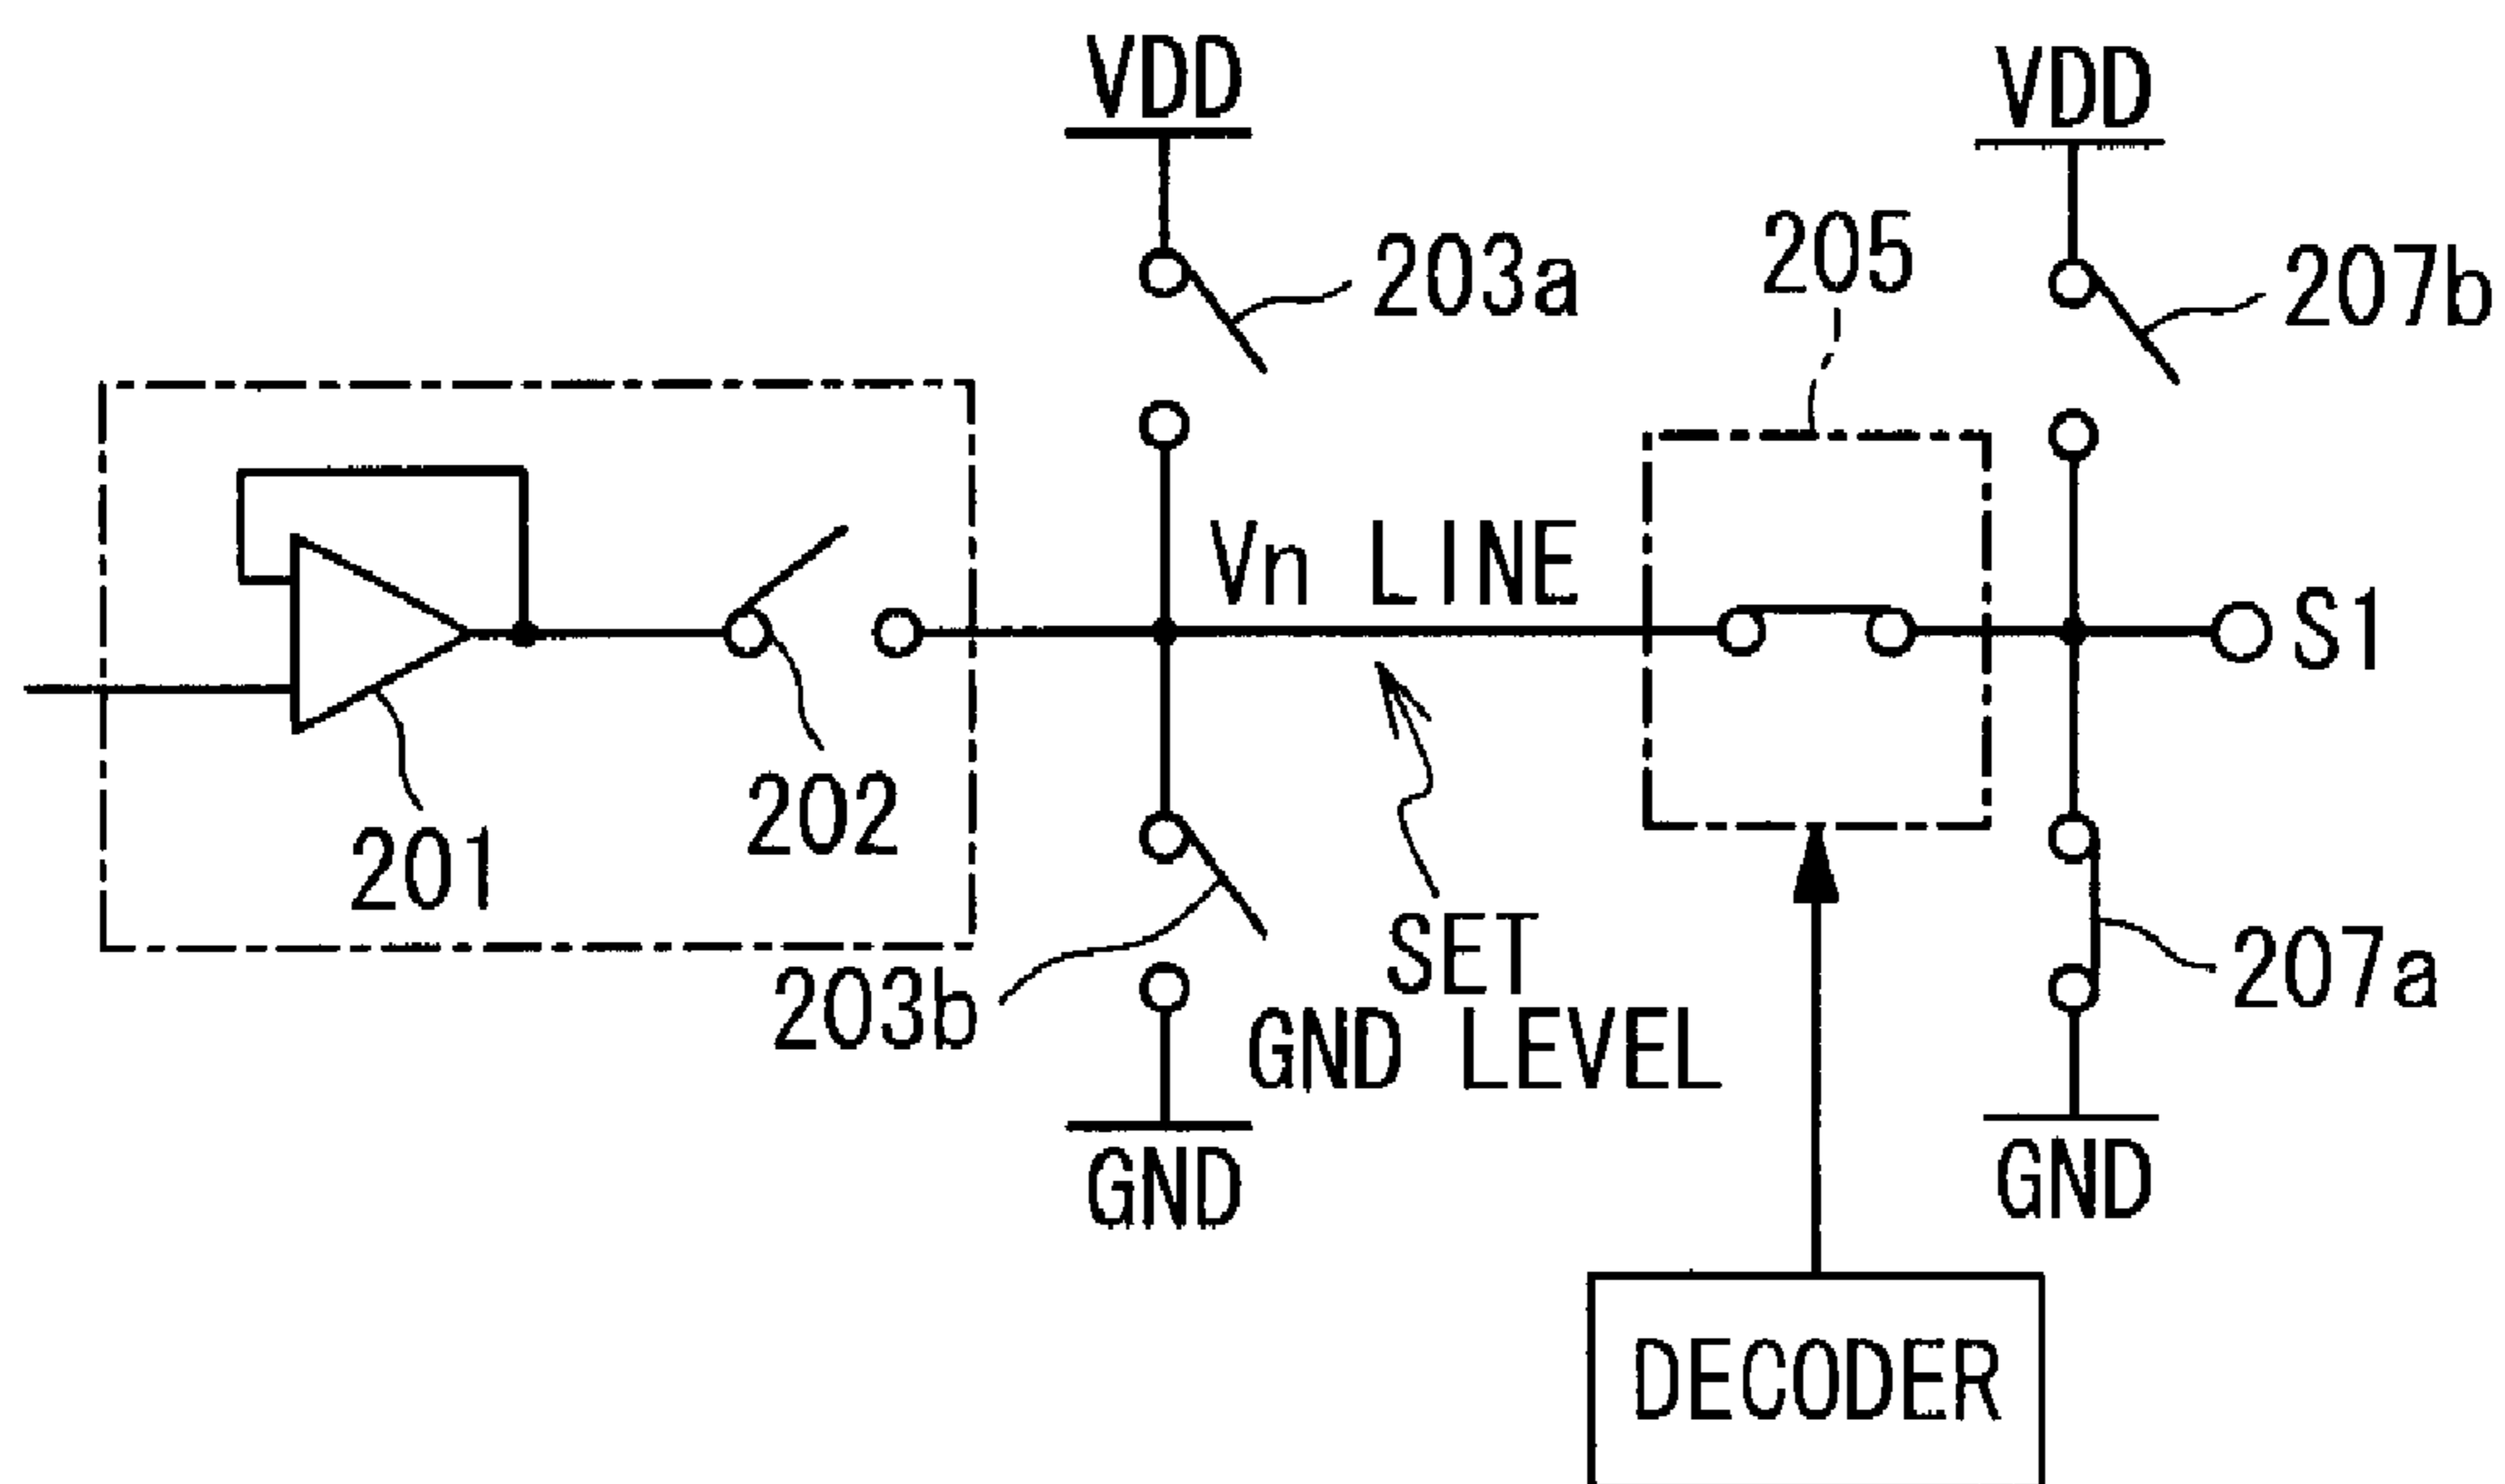 VDD
VDD
203a
205
207b
Vn LINE
S1
202
201
203b
SET
GND LEVEL
207a
GND
GND
DECODER